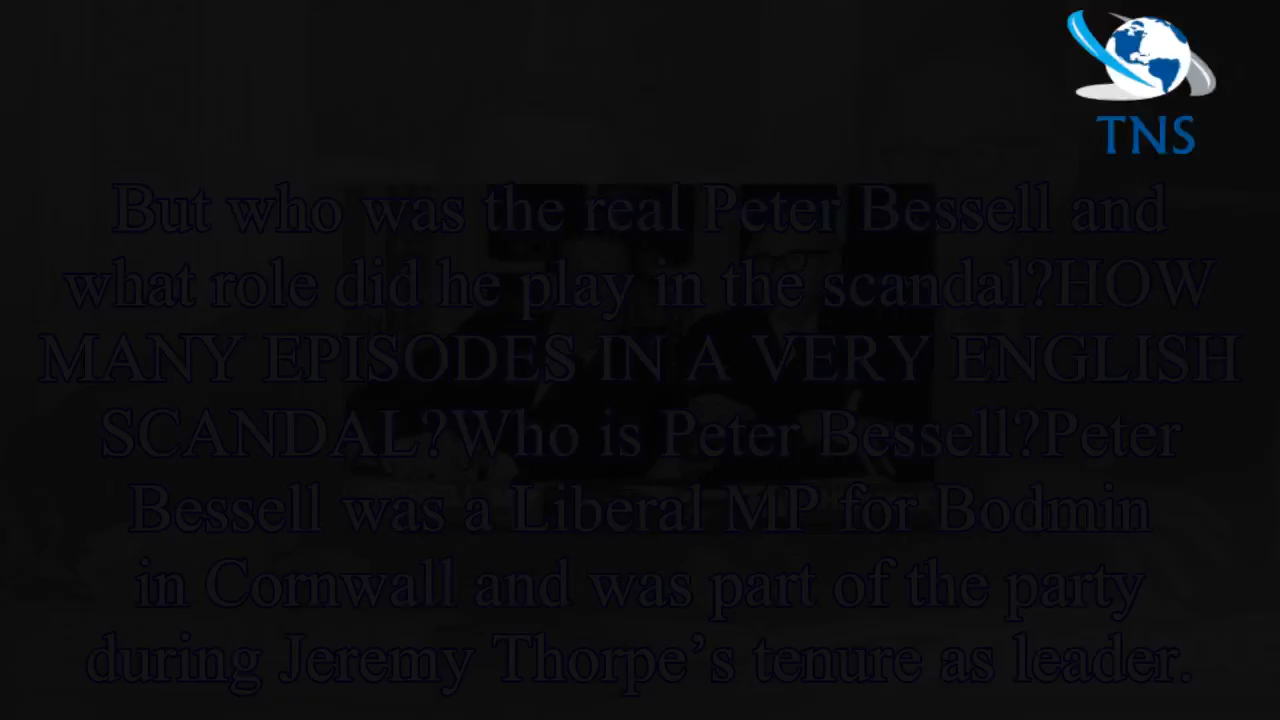 TNS
But who was the real Peter Bessell and
what role did he play in the scandal?HOW
MANY EPISODES IN A VERY ENGLISH
SCANDAL?Who is Peter Bessell?Peter
Bessell was a Liberal MP for Bodmin
in Cornwall and was part of the party
during Jeremy Thorpe’s tenure as leader.